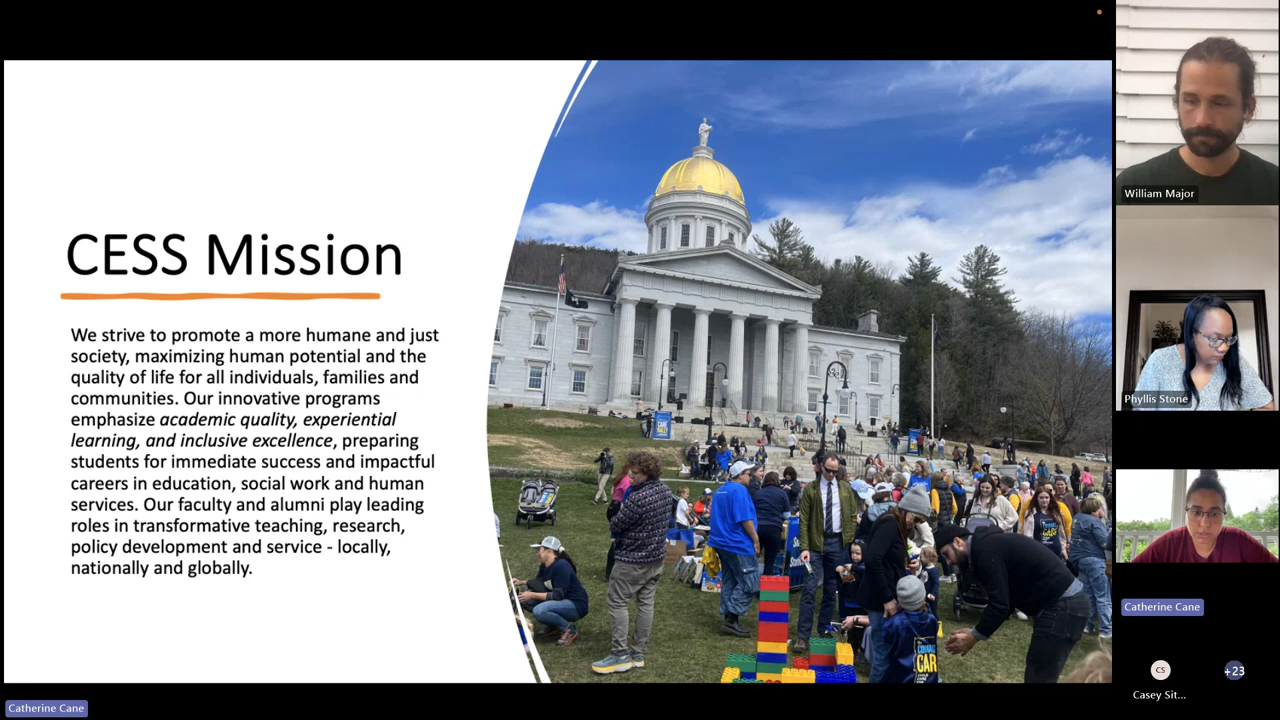 CESS Mission
We strive to promote a more humane and just
society, maximizing human potential and the
quality of life for all individuals, families and
communities. Our innovative programs
emphasize academic quality, experiential
learning, and inclusive excellence, preparing
students for immediate success and impactful
careers in education, social work and human
services. Our faculty and alumni play leading
roles in transformative teaching, research,
policy development and service - locally,
nationally and globally.
CAR
William Major
Phyllis Stone
Catherine Cane
CS
+23
Casey Sit...
Catherine Cane